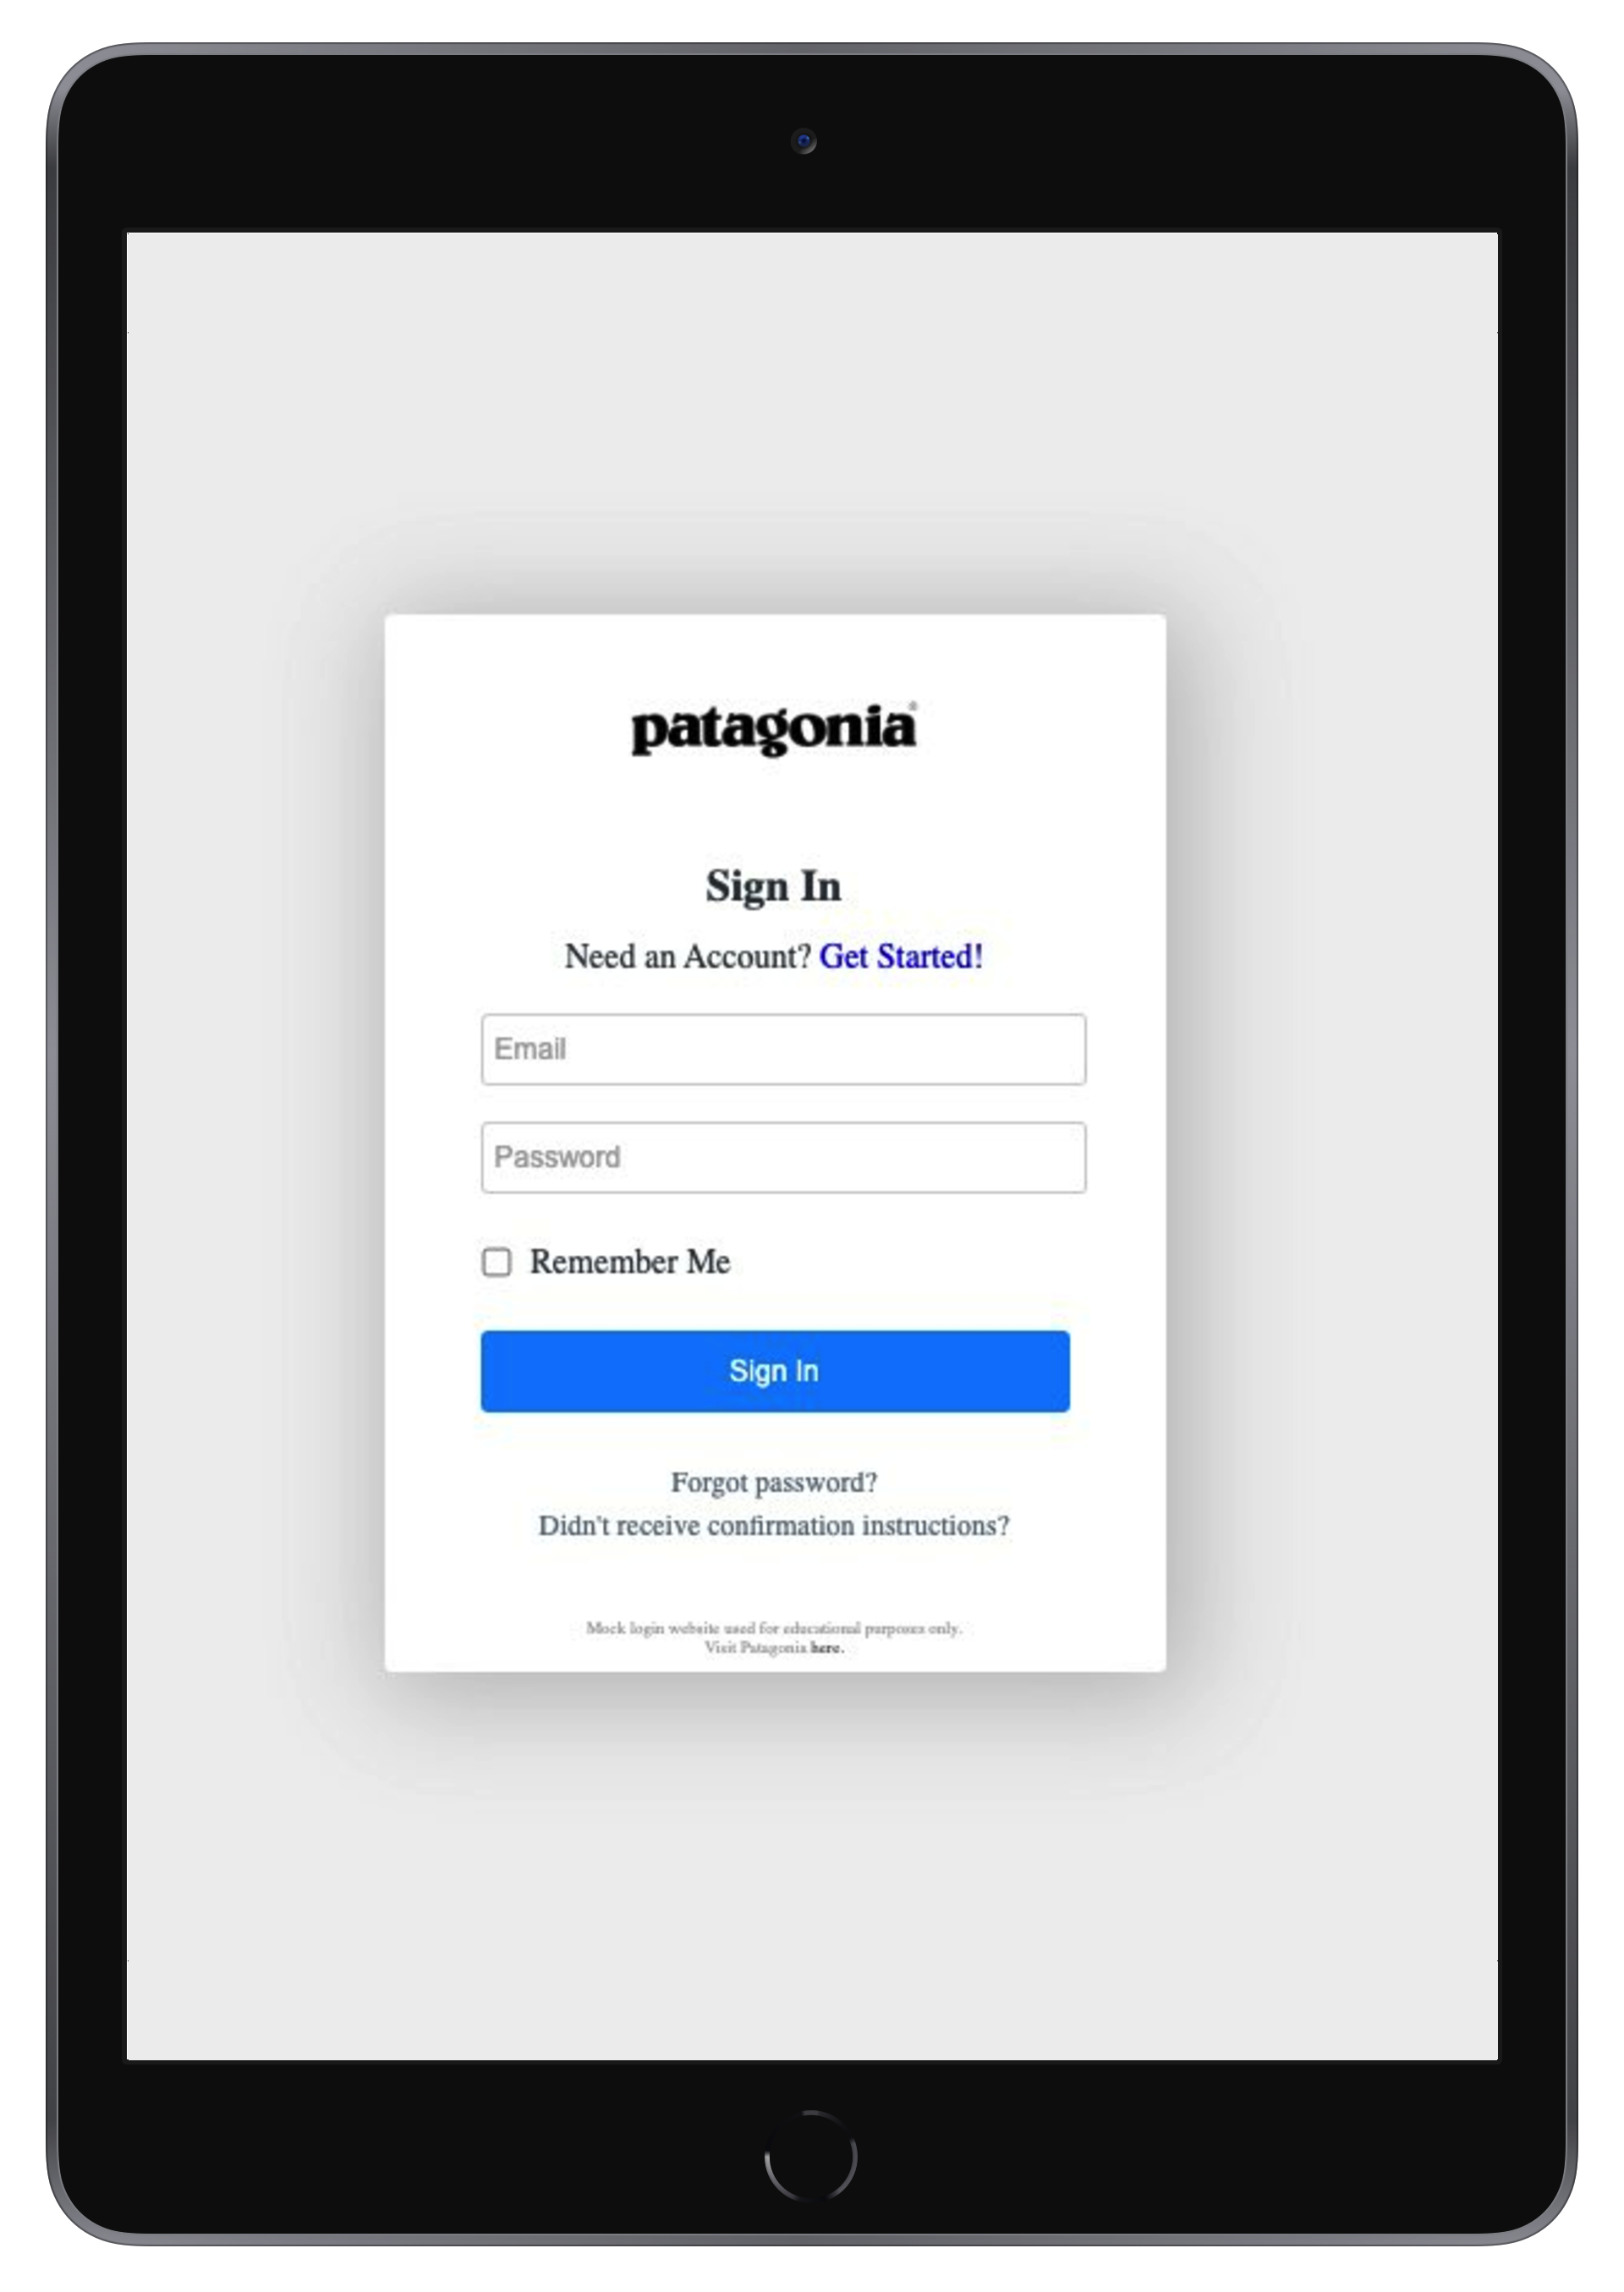 patagonia®
Sign In
Need an Account? Get Started!
Email
Password
Remember Me
Sign In
Forgot password?
Didn't receive confirmation instructions?
Mock login website used for educational purposes only.
Visit Patagonia here.